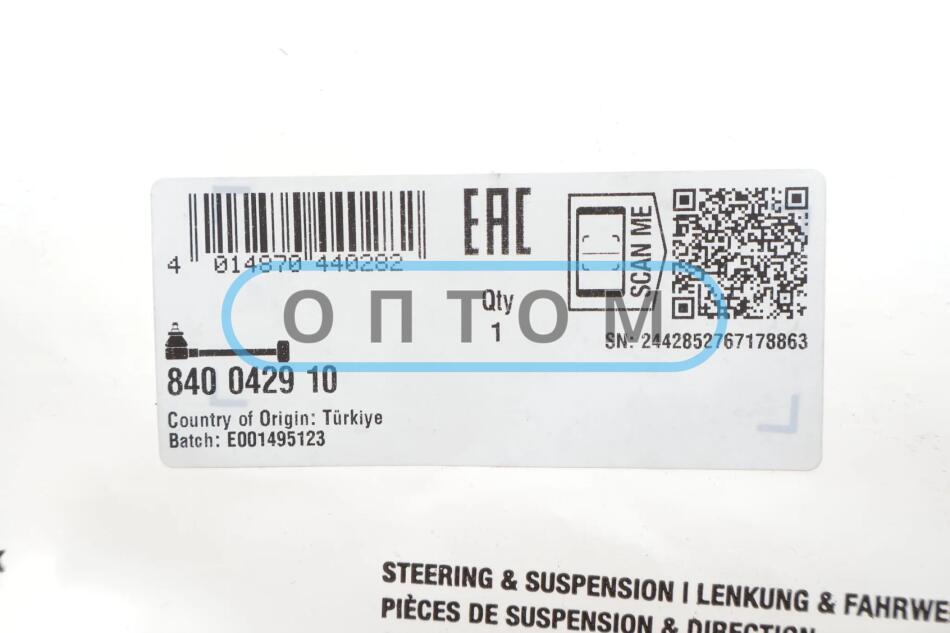 EAC
SCAN ME
4 014870 440282
Qty
1
ОПТОМ
SN: 2442852767178863
840 0429 10
Country of Origin: Türkiye
Batch: E001495123
STEERING & SUSPENSION | LENKUNG & FAHRWE
PIÈCES DE SUSPENSION & DIRECTION